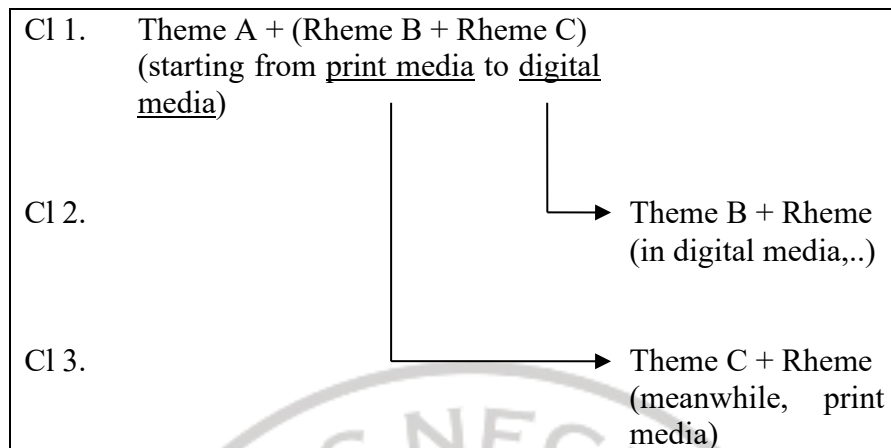 Cl 1. Theme A + (Rheme B + Rheme C)
(starting from print media to digital
media)
Cl 2. Theme B + Rheme
(in digital media,..)
Cl 3. Theme C + Rheme
(meanwhile, print
media)